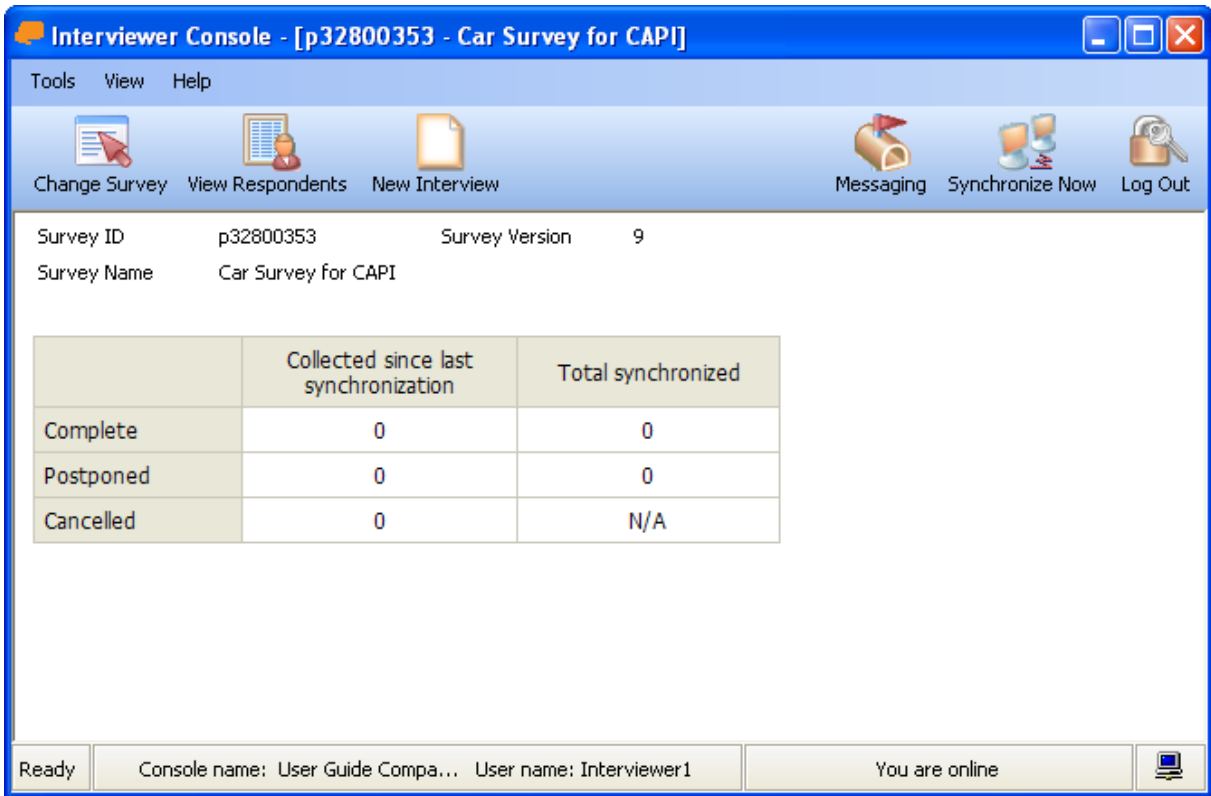 Interviewer Console - [p32800353 - Car Survey for CAPI]
Tools View Help
Change Survey View Respondents New Interview Messaging Synchronize Now Log Out
Survey ID p32800353 Survey Version 9
Survey Name Car Survey for CAPI
Collected since last
synchronization Total synchronized
Complete 0 0
Postponed 0 0
Cancelled 0 N/A
Ready Console name: User Guide Compa... User name: Interviewer1 You are online